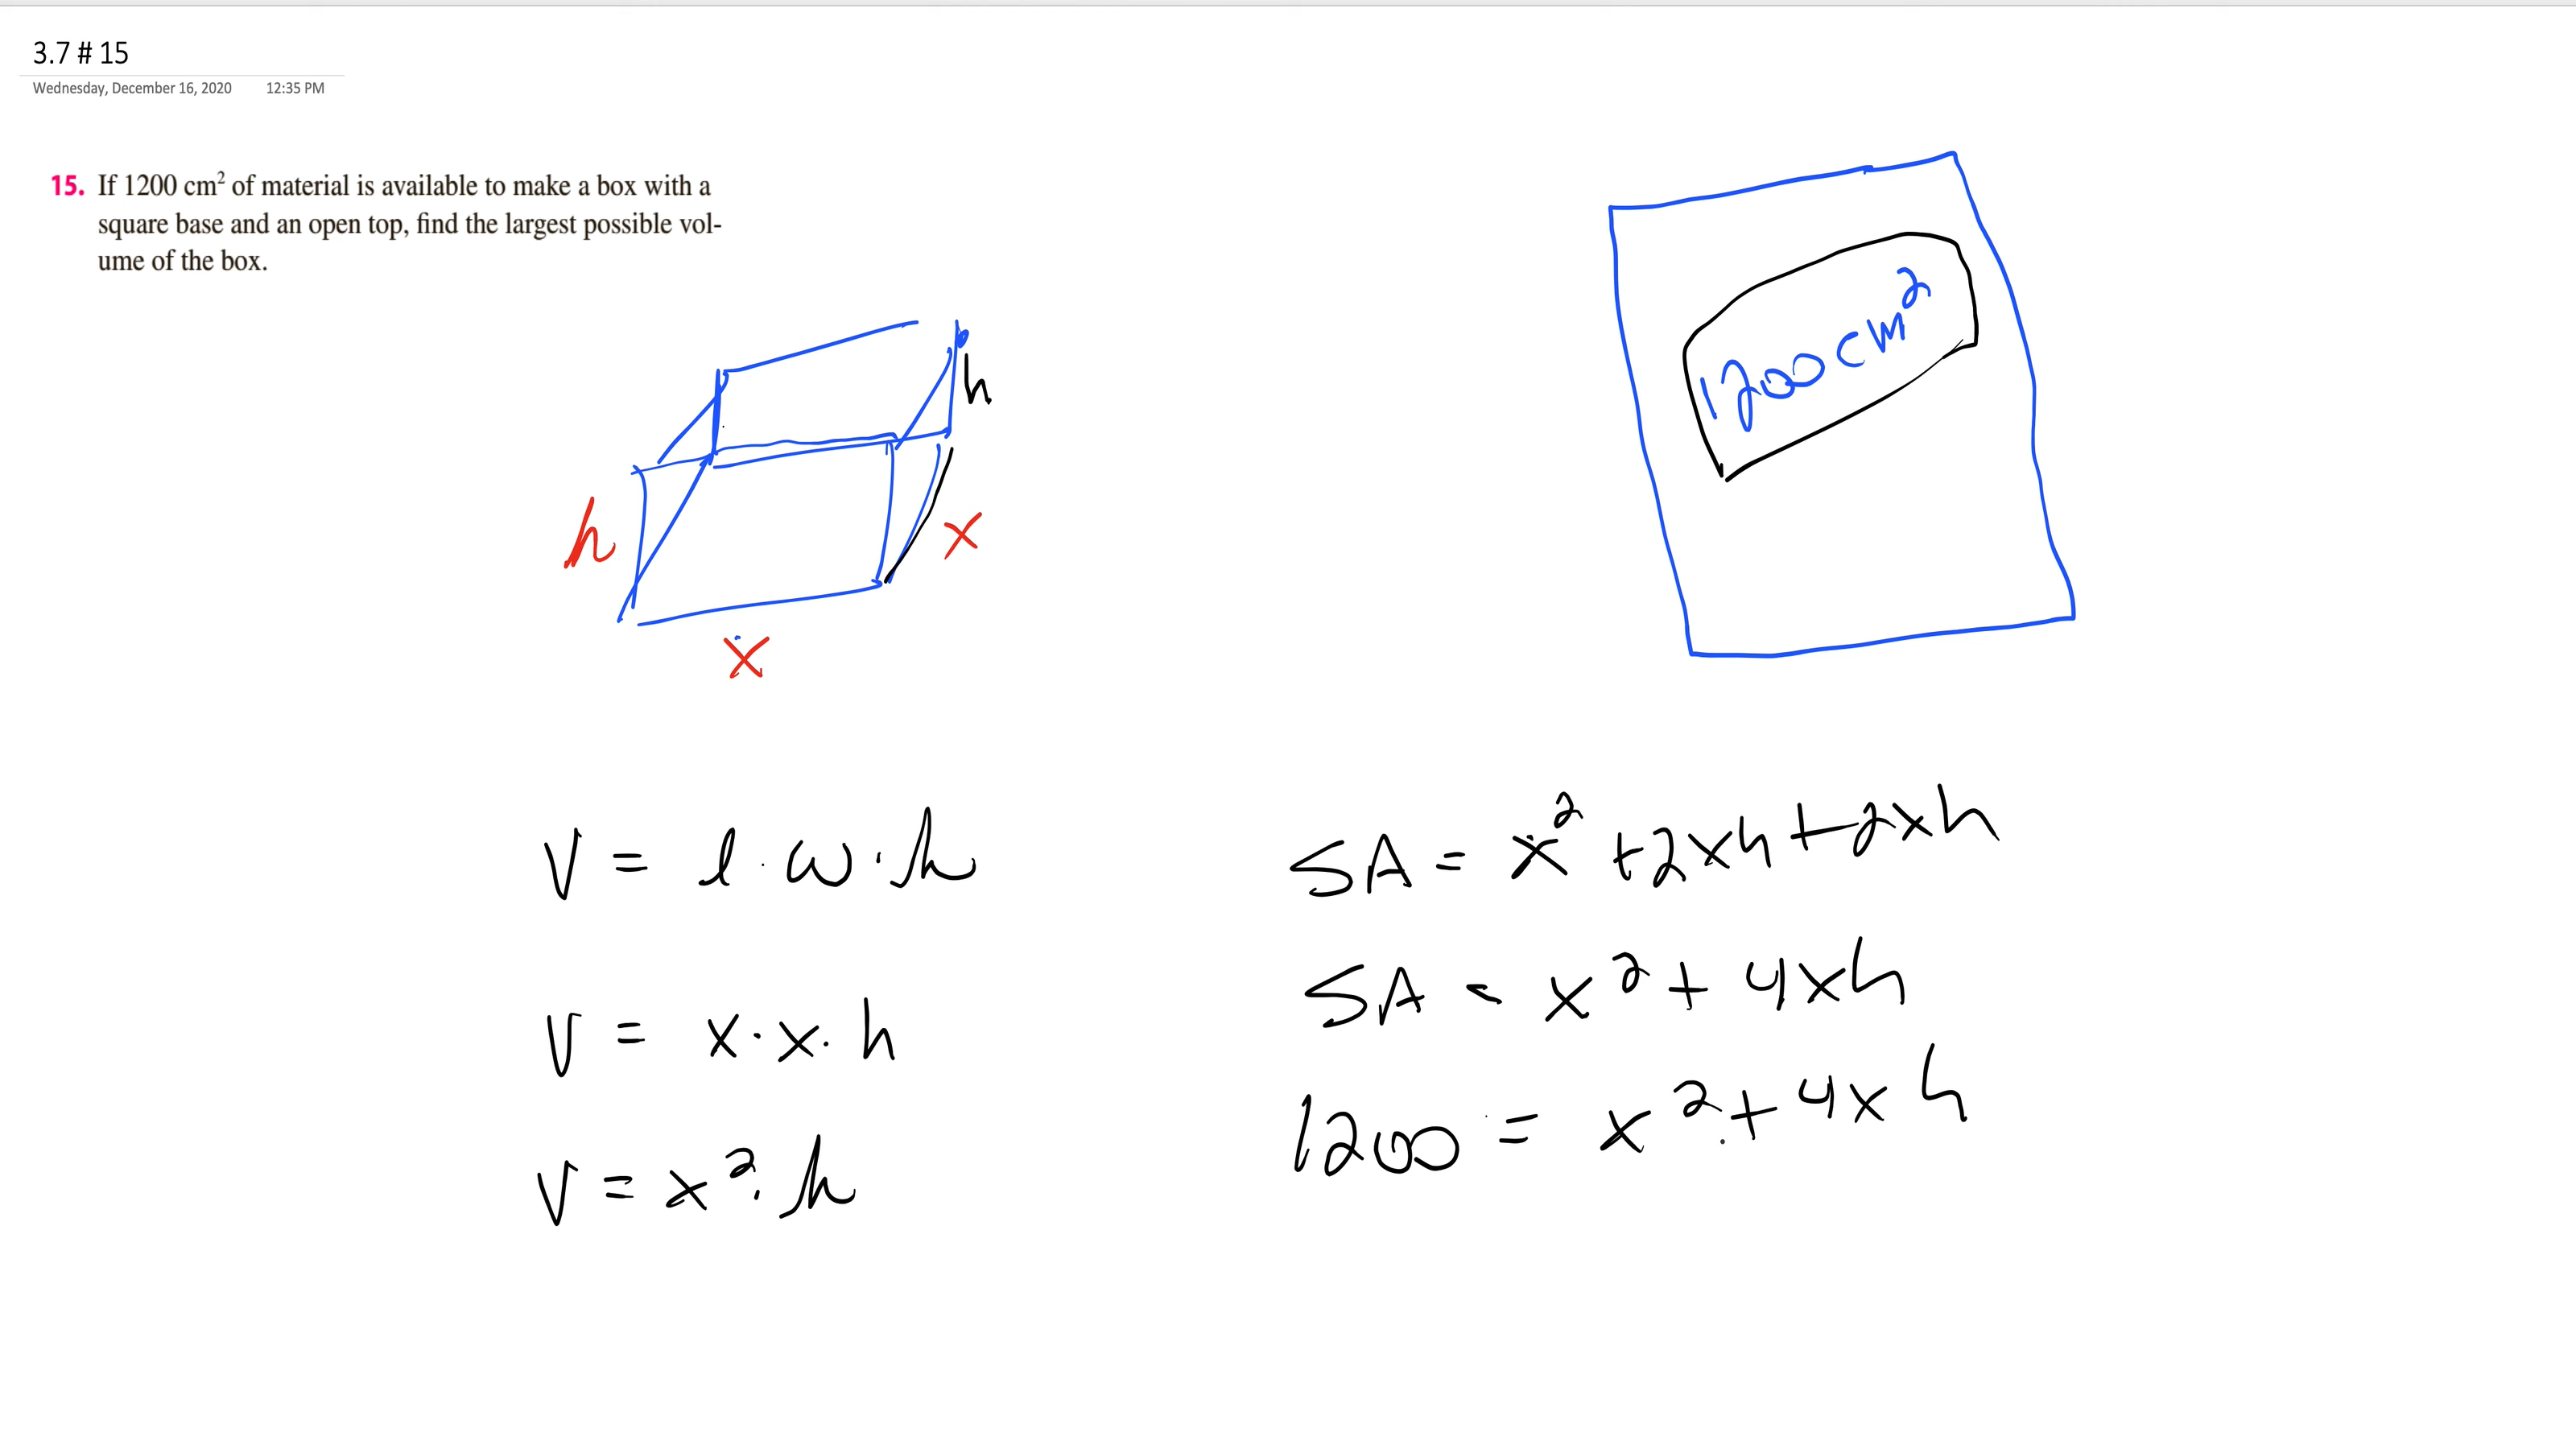 3.7 # 15
Wednesday, December 16, 2020 12:35 PM
15. If 1200 cm² of material is available to make a box with a
square base and an open top, find the largest possible vol-
ume of the box.
h
h
x
x
1200 cm²
V = l · w · h
V = x · x · h
V = x² · h
SA = x² + 2xh + 2xh
SA = x² + 4xh
1200 = x² + 4xh